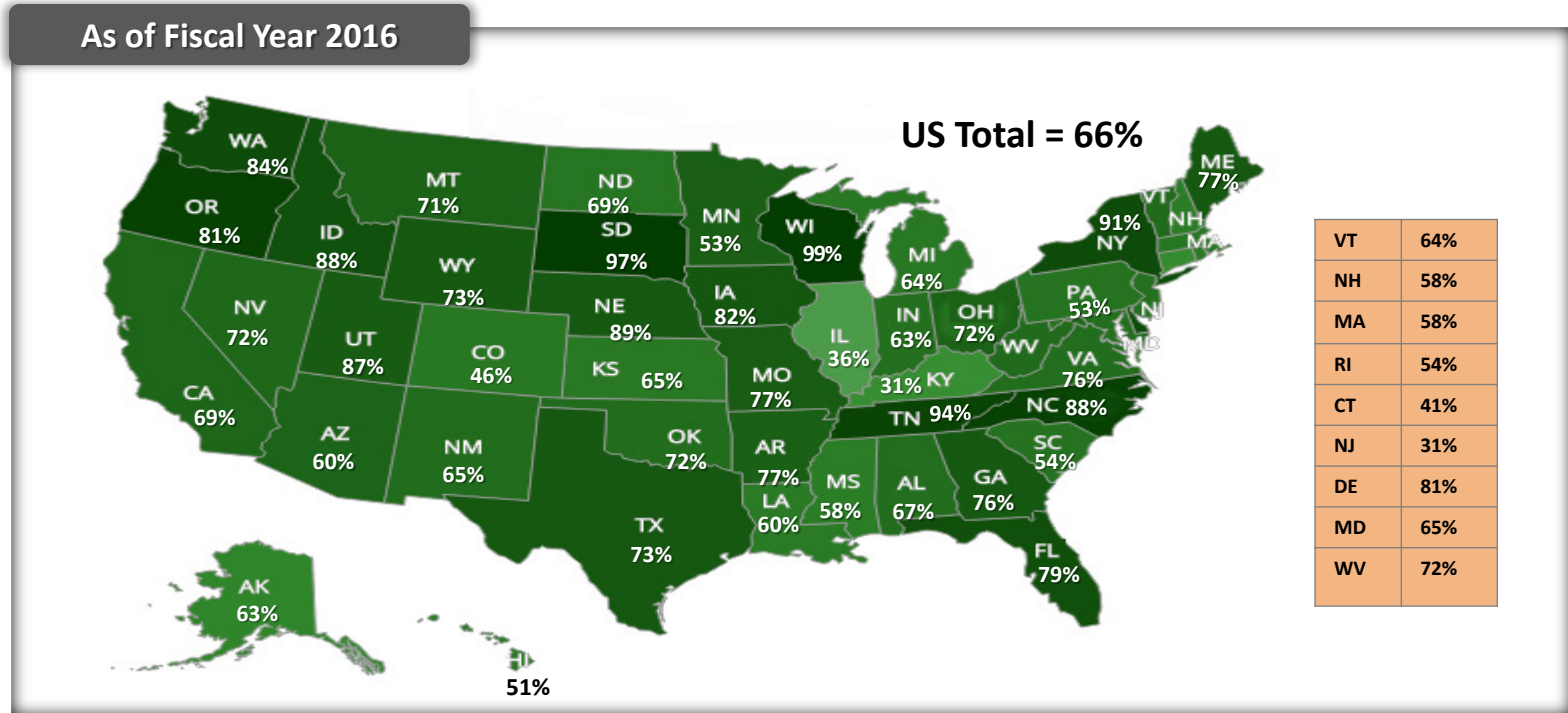 As of Fiscal Year 2016
US Total = 66%
WA
84%
OR
81%
ID
88%
MT
71%
ND
69%
SD
97%
MN
53%
WI
99%
MI
64%
WY
73%
NE
89%
IA
82%
NV
72%
UT
87%
CO
46%
KS 65%
MO
77%
IL
36%
IN
63%
OH
72%
PA
53%
91%
NY
ME
77%
VT
NH
MA
NJ
MD
WV
VA
76%
31% KY
CA
69%
AZ
60%
NM
65%
OK
72%
AR
77%
TN 94%
NC 88%
SC
54%
MS
58%
AL
67%
GA
76%
LA
60%
TX
73%
FL
79%
AK
63%
HI
51%
VT 64%
NH 58%
MA 58%
RI 54%
CT 41%
NJ 31%
DE 81%
MD 65%
WV 72%